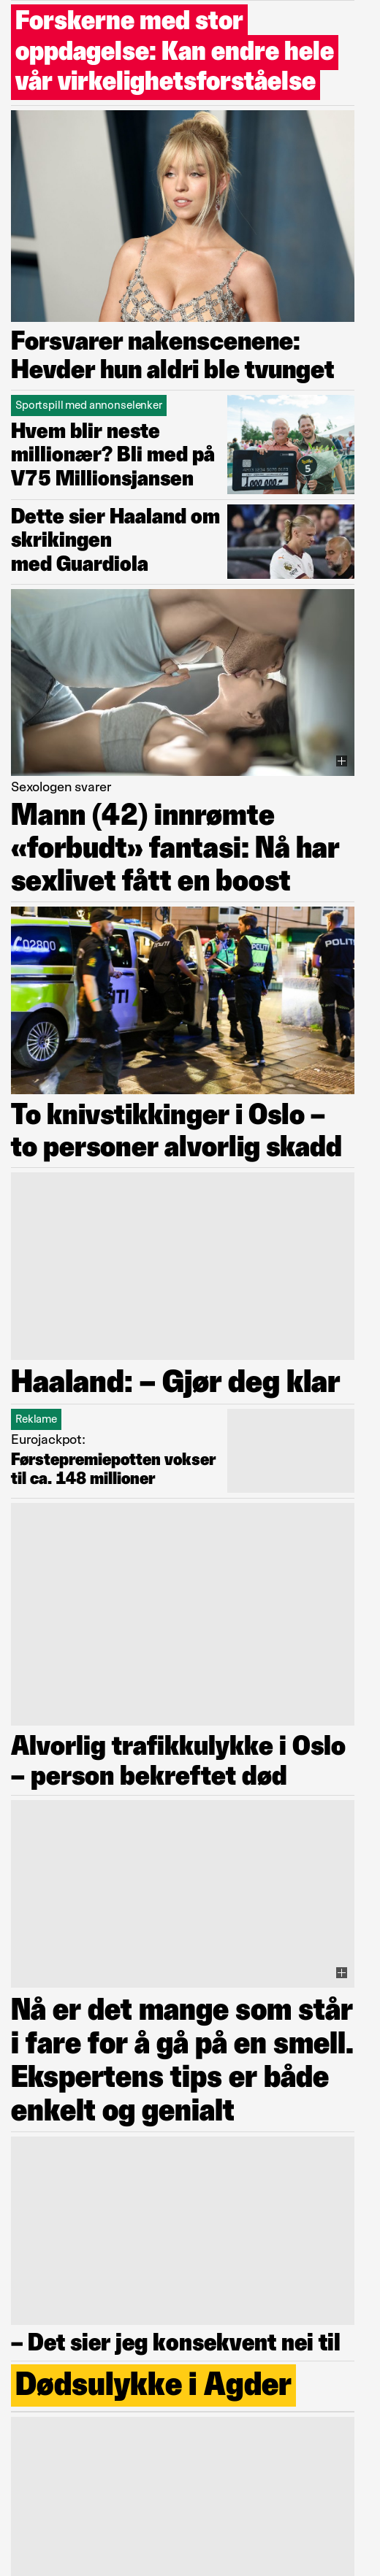 Forskerne med stor
oppdagelse: Kan endre hele
vår virkelighetsforståelse
Forsvarer nakenscenene:
Hevder hun aldri ble tvunget
Sportspill med annonselenker
Hvem blir neste
millionær? Bli med på
V75 Millionsjansen
1 000 000,-
5
Dette sier Haaland om
skrikingen
med Guardiola
Sexologen svarer
Mann (42) innrømte
«forbudt» fantasi: Nå har
sexlivet fått en boost
02800
POLITI
To knivstikkinger i Oslo –
to personer alvorlig skadd
Haaland: – Gjør deg klar
Reklame
Eurojackpot:
Førstepremiepotten vokser
til ca. 148 millioner
Alvorlig trafikkulykke i Oslo
– person bekreftet død
Nå er det mange som står
i fare for å gå på en smell.
Ekspertens tips er både
enkelt og genialt
– Det sier jeg konsekvent nei til
Dødsulykke i Agder